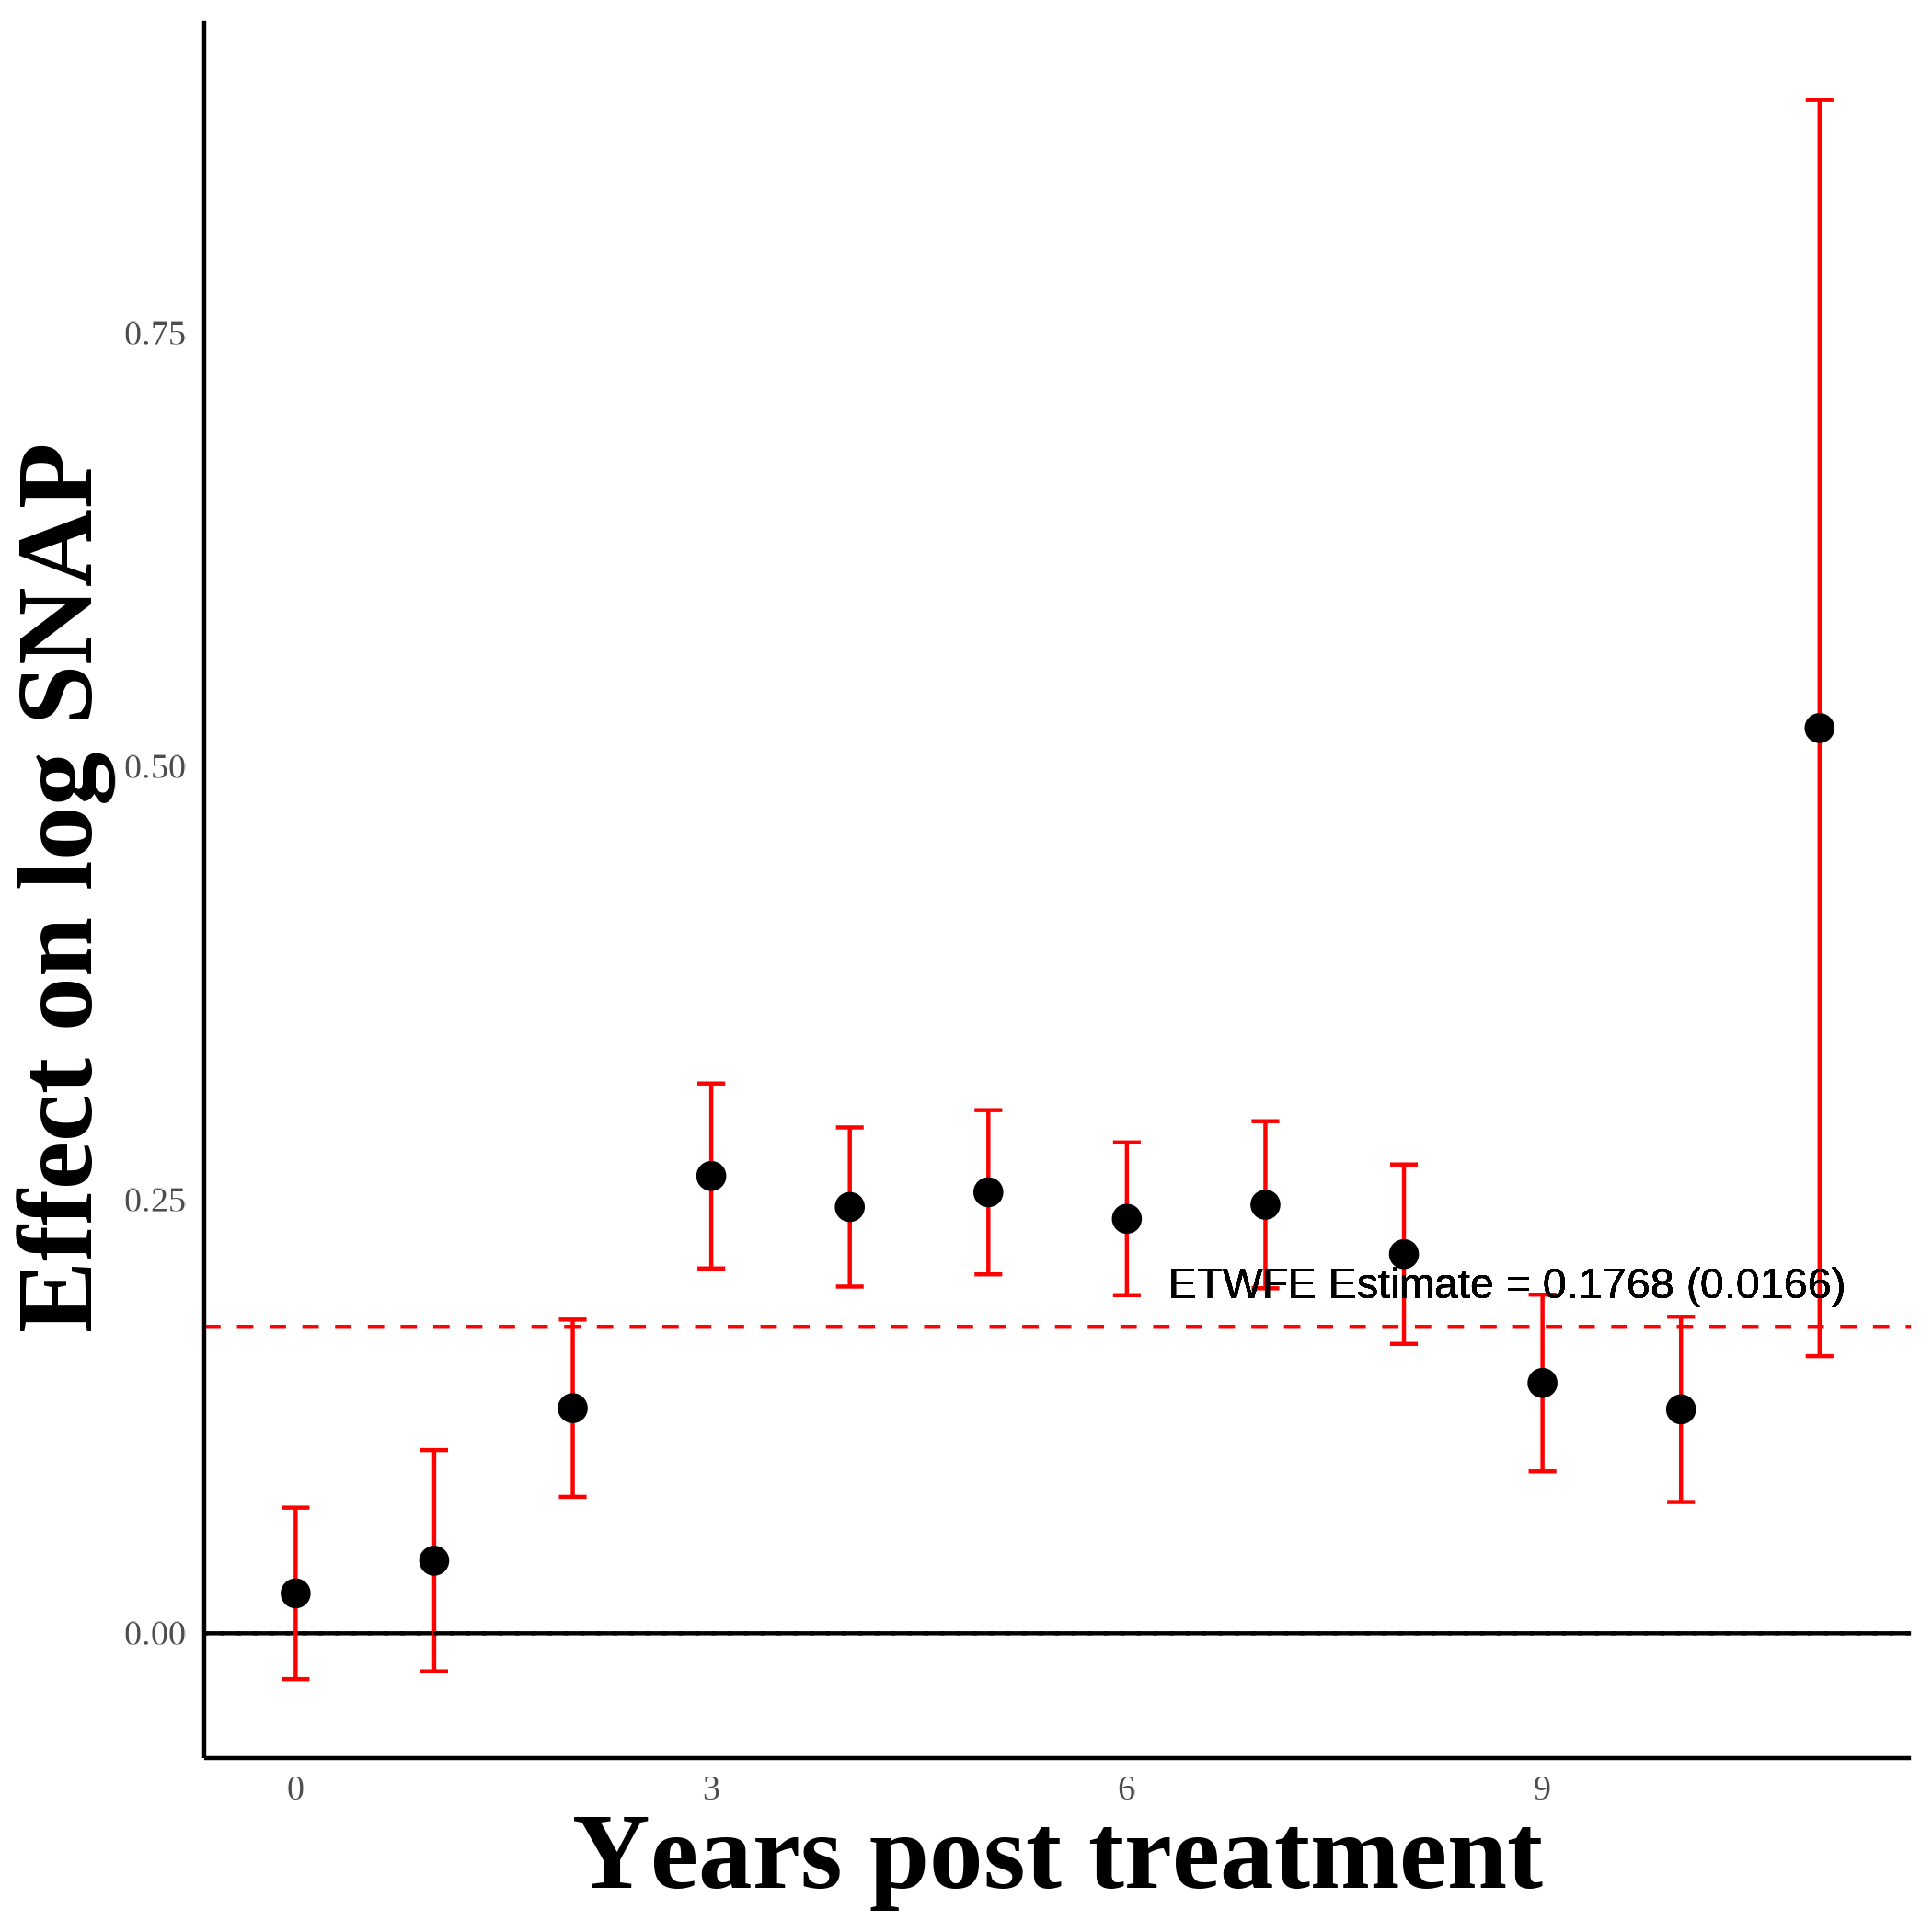 Effect on log SNAP
0.75
0.50
0.25
0.00
ETWFE Estimate = 0.1768 (0.0166)
0 3 6 9
Years post treatment